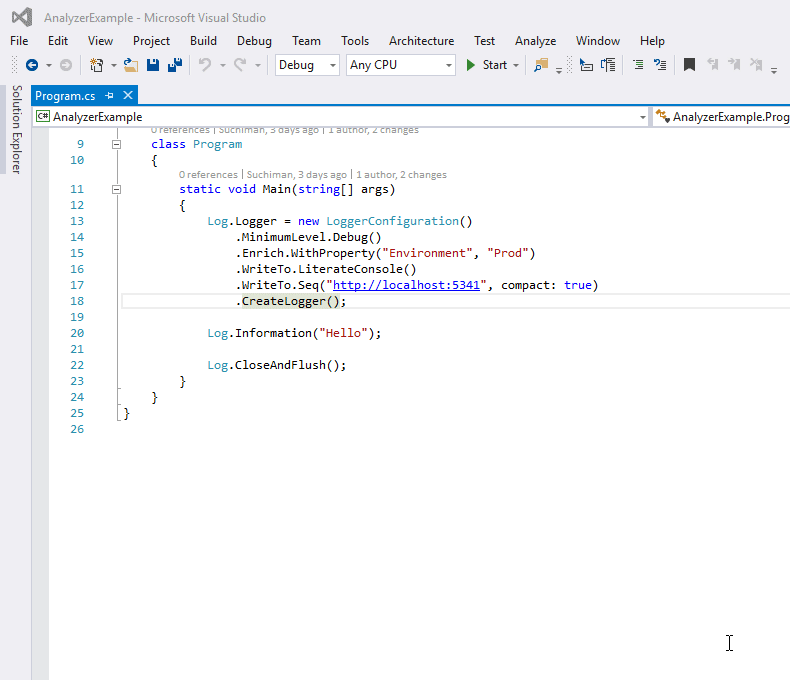 AnalyzerExample - Microsoft Visual Studio
File Edit View Project Build Debug Team Tools Architecture Test Analyze Window Help
Debug Any CPU Start
Solution Explorer
Program.cs
C# AnalyzerExample AnalyzerExample.Prog
0 references | Suchiman, 3 days ago | 1 author, 2 changes
9 class Program
10 {
0 references | Suchiman, 3 days ago | 1 author, 2 changes
11 static void Main(string[] args)
12 {
13 Log.Logger = new LoggerConfiguration()
14 .MinimumLevel.Debug()
15 .Enrich.WithProperty("Environment", "Prod")
16 .WriteTo.LiterateConsole()
17 .WriteTo.Seq("http://localhost:5341", compact: true)
18 .CreateLogger();
19
20 Log.Information("Hello");
21
22 Log.CloseAndFlush();
23 }
24 }
25 }
26